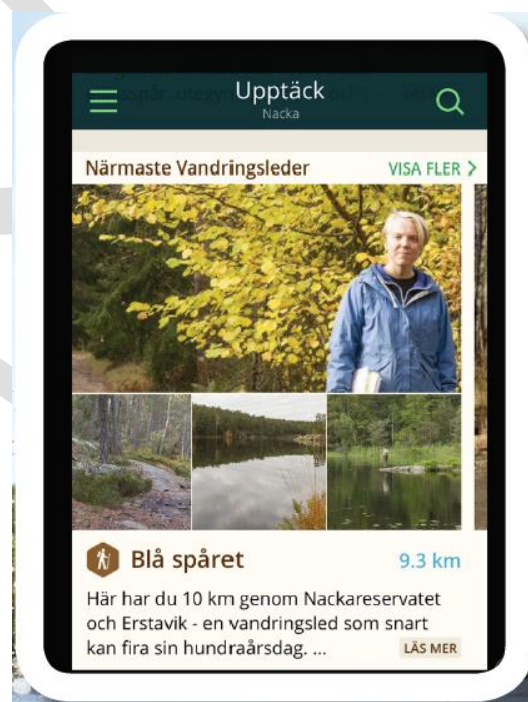 Upptäck
Nacka
Närmaste Vandringsleder
VISA FLER >
Blå spåret
9.3 km
Här har du 10 km genom Nackareservatet
och Erstavik - en vandringsled som snart
kan fira sin hundraårsdag. ...
LÄS MER